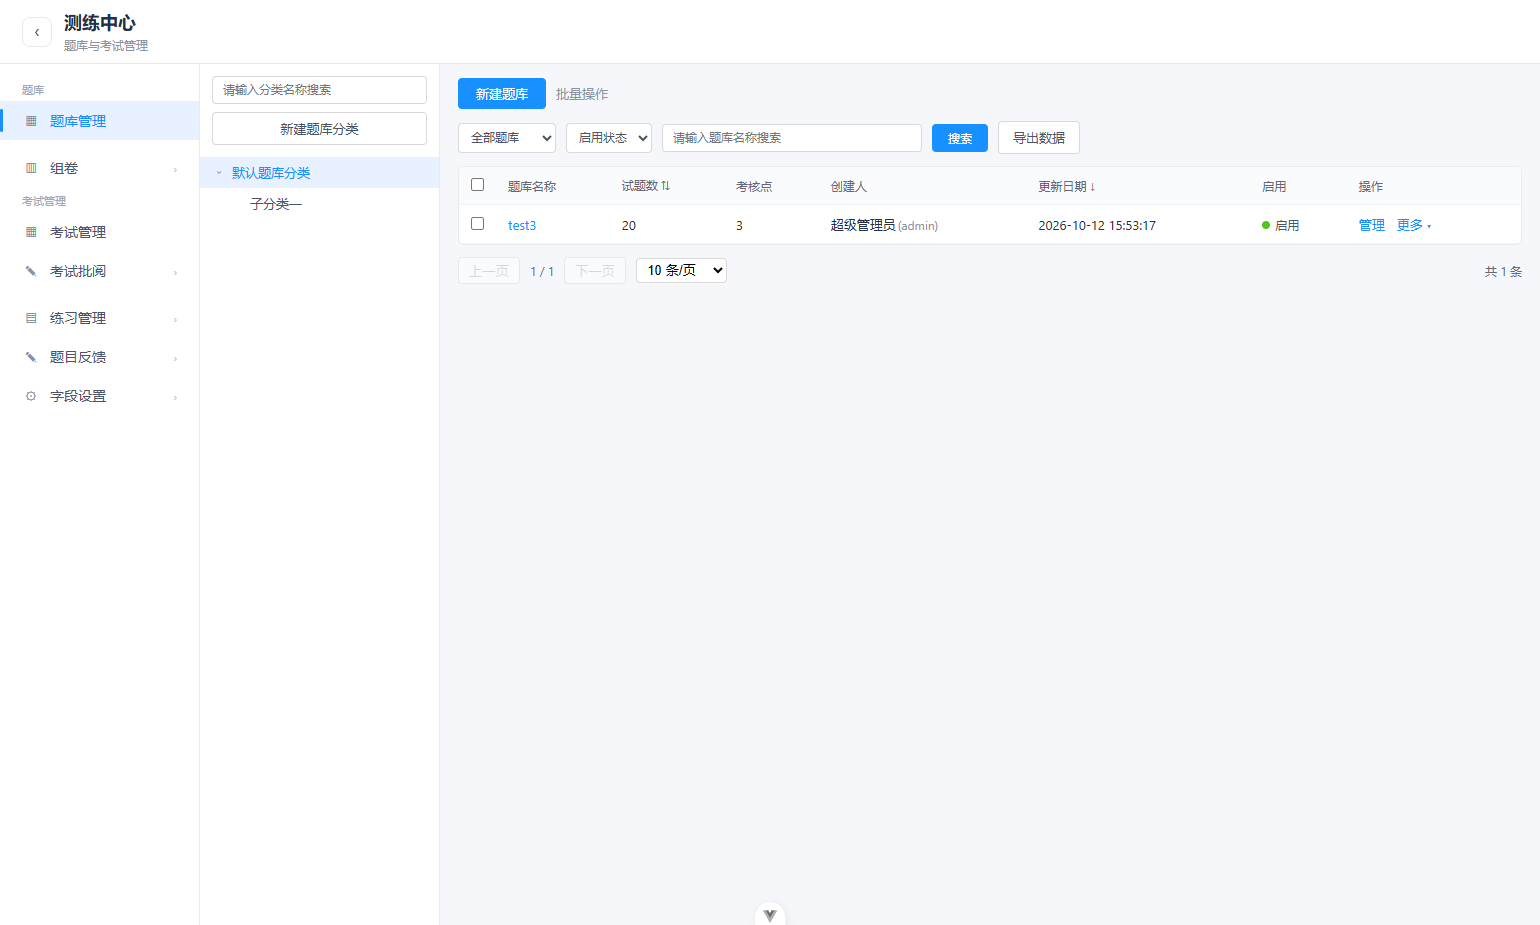 测练中心
题库与考试管理
题库
题库管理
组卷
考试管理
考试管理
考试批阅
练习管理
题目反馈
字段设置
请输入分类名称搜索
新建题库分类
默认题库分类
子分类一
新建题库 批量操作
全部题库 启用状态 请输入题库名称搜索 搜索 导出数据
题库名称 试题数⇅ 考核点 创建人 更新日期↓ 启用 操作
test3 20 3 超级管理员(admin) 2026-10-12 15:53:17 启用 管理 更多
上一页 1 / 1 下一页 10 条/页 共 1 条